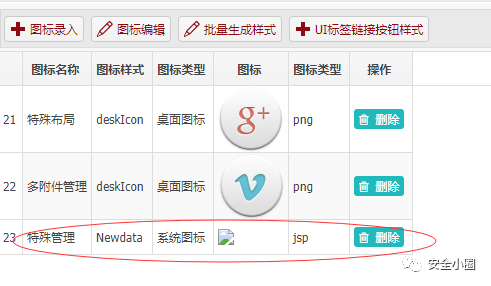 图标录入 图标编辑 批量生成样式 UI标签链接按钮样式
图标名称 图标样式 图标类型 图标 图标类型 操作
21 特殊布局 deskIcon 桌面图标 g+ png 删除
22 多附件管理 deskIcon 桌面图标 v png 删除
23 特殊管理 Newdata 系统图标 jsp 删除
安全小圈